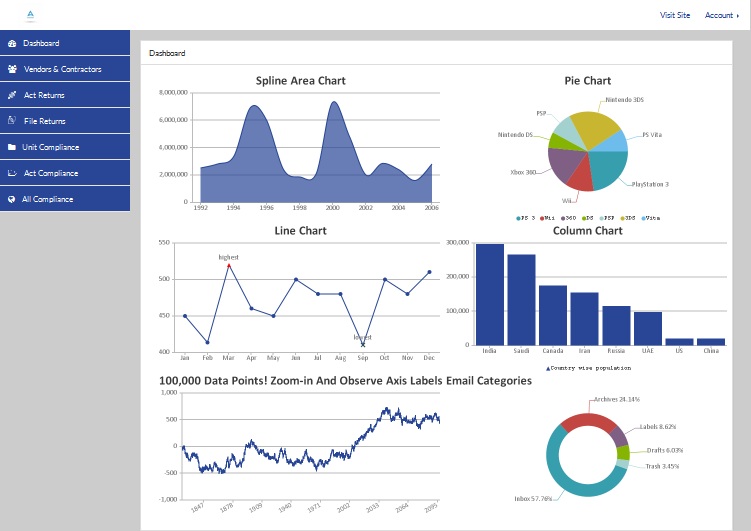 Visit Site Account
Dashboard
Vendors & Contractors
Act Returns
File Returns
Unit Compliance
Act Compliance
All Compliance
Dashboard
Spline Area Chart
8,000,000
6,000,000
4,000,000
2,000,000
0
1992 1994 1996 1998 2000 2002 2004 2006
Pie Chart
Nintendo 3DS
PSP
Nintendo DS
PS Vita
Xbox 360
PlayStation 3
Wii
PS 3 Wii 360 DS PSP 3DS Vita
Line Chart
550
500
450
400
highest
lowest
Jan Feb Mar Apr May Jun Jul Aug Sep Oct Nov Dec
Column Chart
300,000
200,000
100,000
0
India Saudi Canada Iran Russia UAE US China
Country wise population
100,000 Data Points! Zoom-in And Observe Axis Labels
1,000
500
0
-500
-1,000
1847 1878 1909 1940 1971 2002 2033 2064 2095
Email Categories
Archives 24.14%
Labels 8.62%
Drafts 6.03%
Trash 3.45%
Inbox 57.76%